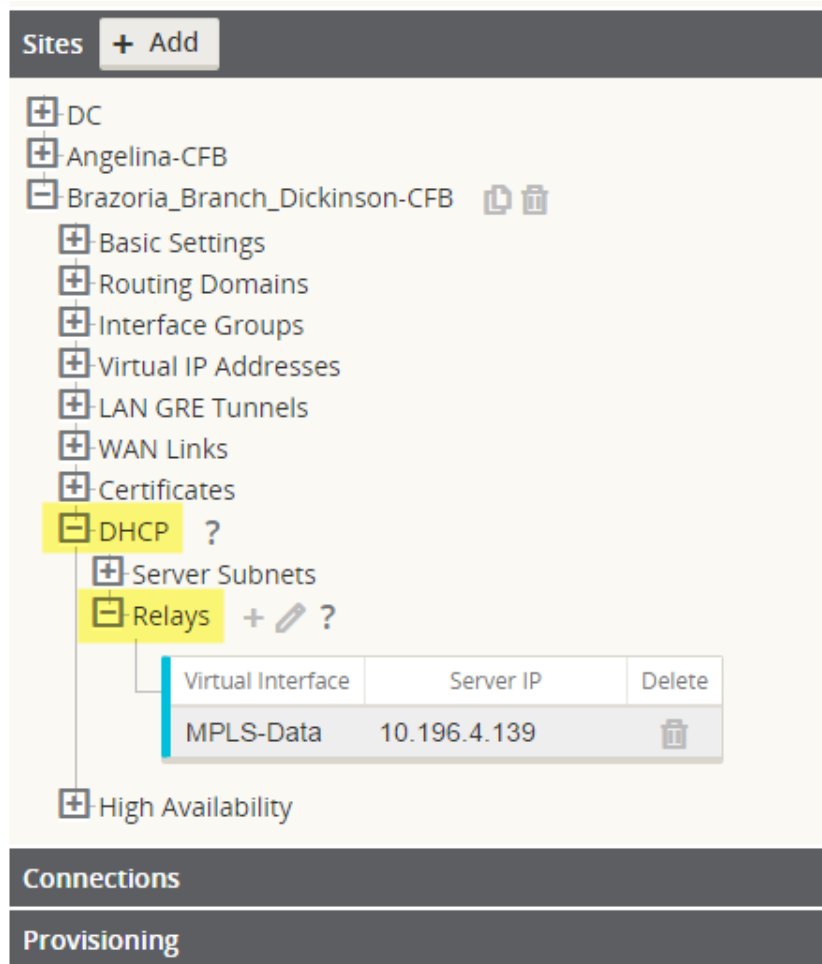 Sites + Add
DC
Angelina-CFB
Brazoria_Branch_Dickinson-CFB
Basic Settings
Routing Domains
Interface Groups
Virtual IP Addresses
LAN GRE Tunnels
WAN Links
Certificates
DHCP ?
Server Subnets
Relays + ?
Virtual Interface Server IP Delete
MPLS-Data 10.196.4.139
High Availability
Connections
Provisioning